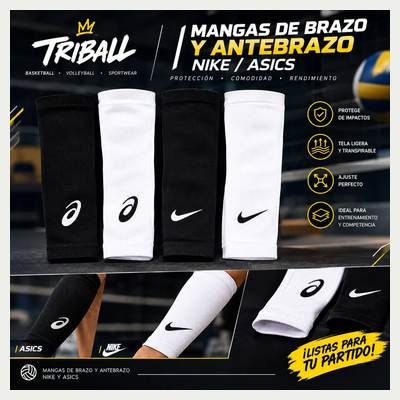 TRIBALL
BASKETBALL • VOLLEYBALL • SPORTWEAR
MANGAS DE BRAZO
Y ANTEBRAZO
NIKE / ASICS
PROTECCIÓN • COMODIDAD • RENDIMIENTO
PROTEGE
DE IMPACTOS
TELA LIGERA
Y TRANSPIRABLE
AJUSTE
PERFECTO
IDEAL PARA
ENTRENAMIENTO
Y COMPETENCIA
ASICS
NIKE
¡LISTAS PARA
TU PARTIDO!
MANGAS DE BRAZO Y ANTEBRAZO
NIKE Y ASICS